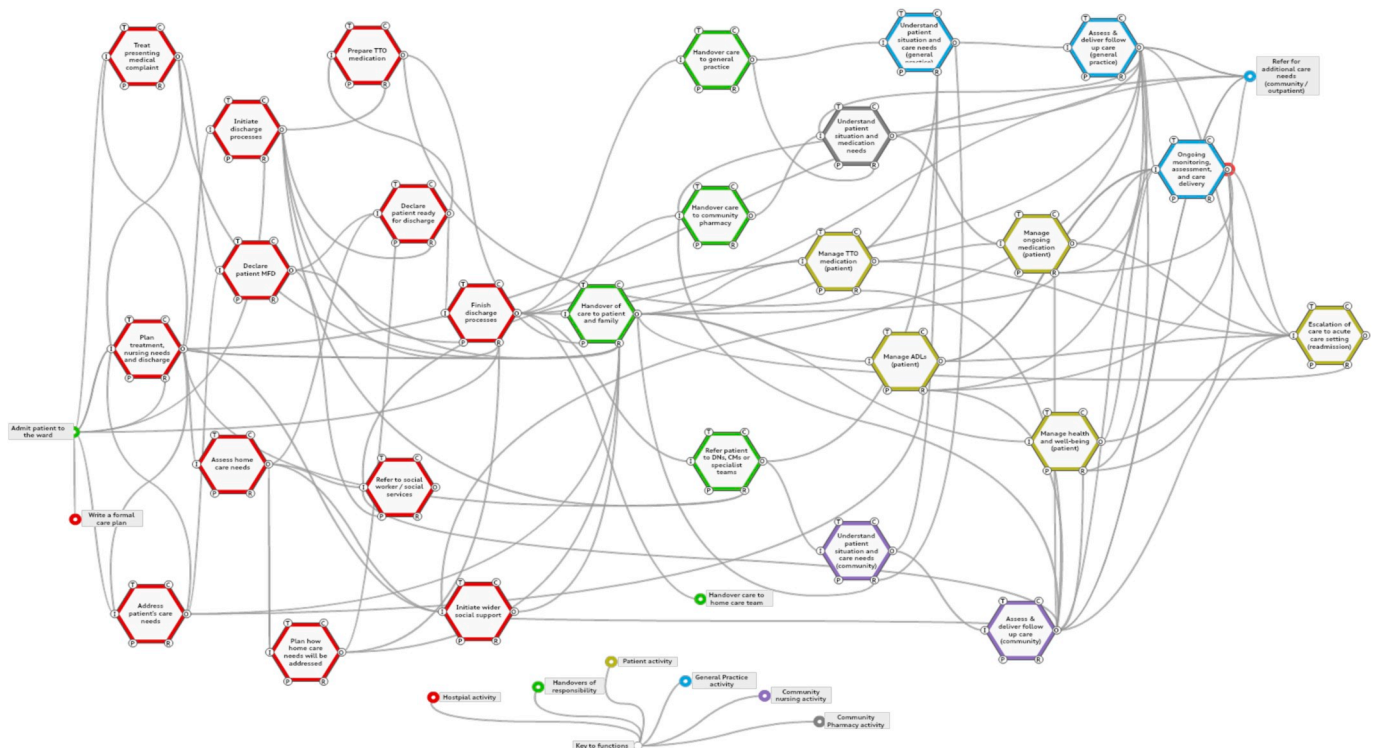 Treat
presenting
medical
complaint
Prepare TTO
medication
Initiate
discharge
processes
Declare
patient ready
for discharge
Declare
patient MFD
Finish
discharge
processes
Plan
treatment,
nursing needs
and discharge
Admit patient to
the ward
Write a formal
care plan
Assess home
care needs
Refer to social
worker / social
services
Address
patient's care
needs
Plan how
home care
needs will be
addressed
Initiate wider
social support
Handover care
to general
practice
Handover care
to community
pharmacy
Handover of
care to patient
and family
Refer patient
to DNs, CMs or
specialist
teams
Handover care to
home care team
Understand
patient
situation and
care needs
(general
practice)
Understand
patient
situation and
medication
needs
Manage TTO
medication
(patient)
Manage ADLs
(patient)
Understand
patient
situation and
care needs
(community)
Assess &
deliver follow
up care
(general
practice)
Refer for
additional care
needs
(community /
outpatient)
Ongoing
monitoring,
assessment,
and care
delivery
Manage
ongoing
medication
(patient)
Escalation of
care to acute
care setting
(readmission)
Manage health
and well-being
(patient)
Assess &
deliver follow
up care
(community)
Hostpial activity
Handovers of
responsibility
Patient activity
General Practice
activity
Community
nursing activity
Community
Pharmacy activity
Key to functions